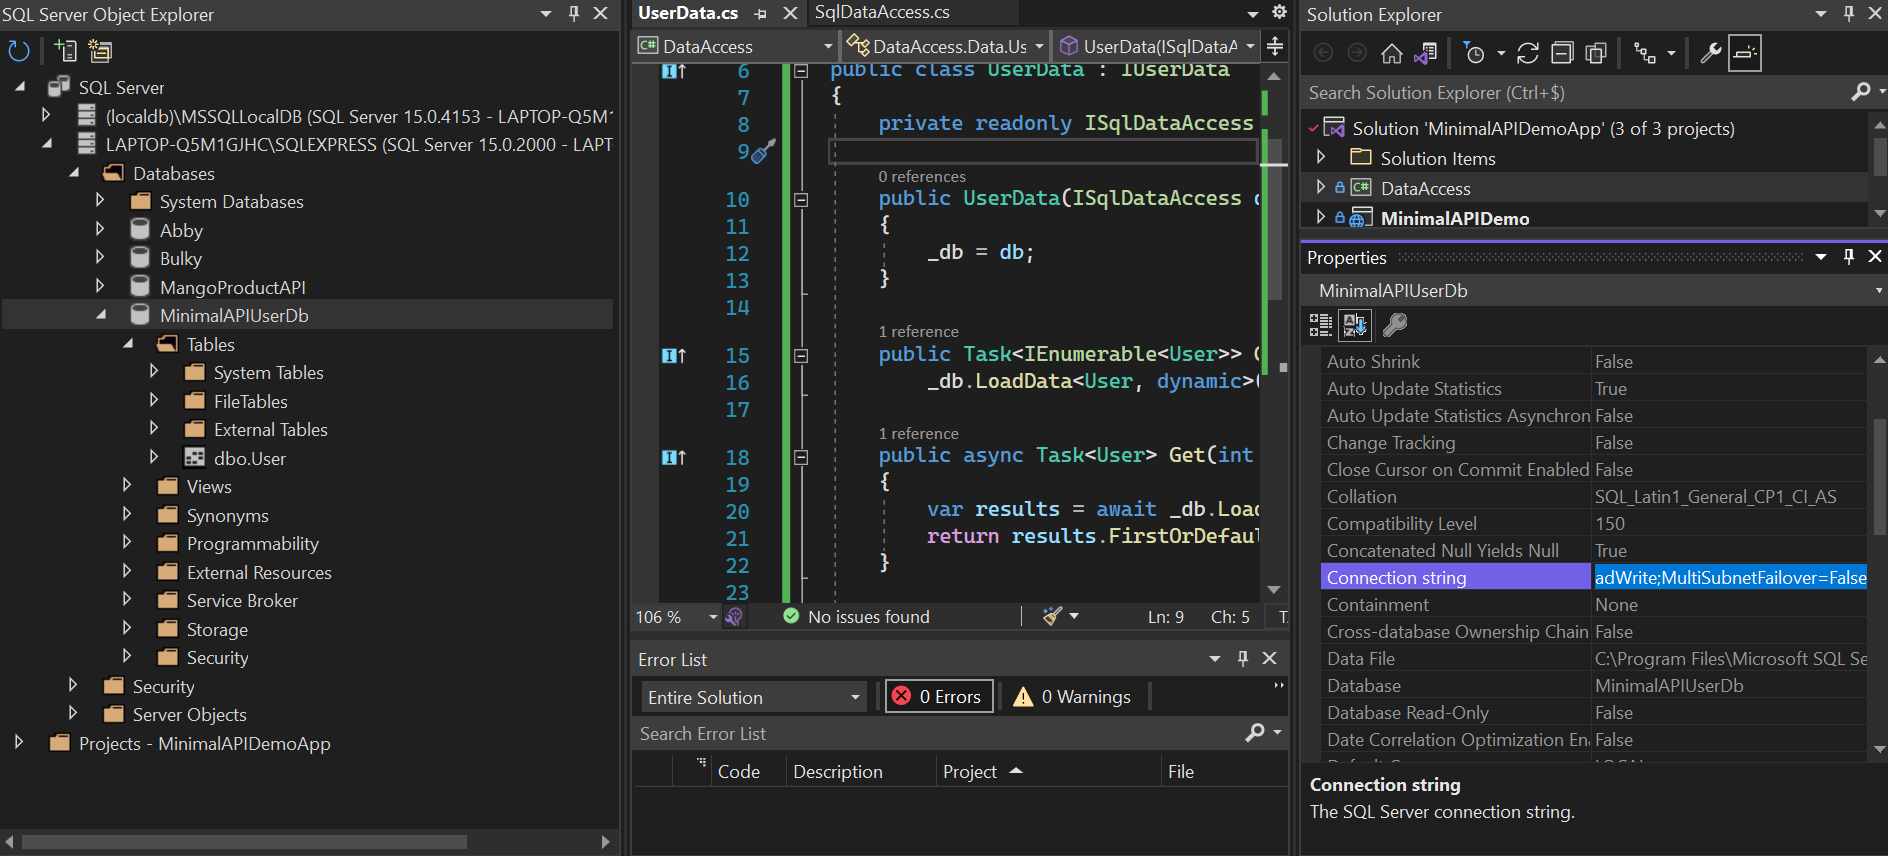 SQL Server Object Explorer
SQL Server
(localdb)\MSSQLLocalDB (SQL Server 15.0.4153 - LAPTOP-Q5M1
LAPTOP-Q5M1GJHC\SQLEXPRESS (SQL Server 15.0.2000 - LAPT
Databases
System Databases
Abby
Bulky
MangoProductAPI
MinimalAPIUserDb
Tables
System Tables
FileTables
External Tables
dbo.User
Views
Synonyms
Programmability
External Resources
Service Broker
Storage
Security
Security
Server Objects
Projects - MinimalAPIDemoApp
UserData.cs
SqlDataAccess.cs
C# DataAccess
DataAccess.Data.Us
UserData(ISqlDataA
6 public class UserData : IUserData
7 {
8 private readonly ISqlDataAccess
9
0 references
10 public UserData(ISqlDataAccess d
11 {
12 _db = db;
13 }
14
1 reference
15 public Task<IEnumerable<User>> G
16 _db.LoadData<User, dynamic>(
17
1 reference
18 public async Task<User> Get(int
19 {
20 var results = await _db.Load
21 return results.FirstOrDefaul
22 }
23
106 %
No issues found
Ln: 9
Ch: 5
Error List
Entire Solution
0 Errors
0 Warnings
Search Error List
Code
Description
Project
File
Solution Explorer
Search Solution Explorer (Ctrl+$)
Solution 'MinimalAPIDemoApp' (3 of 3 projects)
Solution Items
C# DataAccess
MinimalAPIDemo
Properties
MinimalAPIUserDb
Auto Shrink False
Auto Update Statistics True
Auto Update Statistics Asynchron False
Change Tracking False
Close Cursor on Commit Enabled False
Collation SQL_Latin1_General_CP1_CI_AS
Compatibility Level 150
Concatenated Null Yields Null True
Connection string adWrite;MultiSubnetFailover=False
Containment None
Cross-database Ownership Chain False
Data File C:\Program Files\Microsoft SQL Se
Database MinimalAPIUserDb
Database Read-Only False
Date Correlation Optimization Ena False
Connection string
The SQL Server connection string.